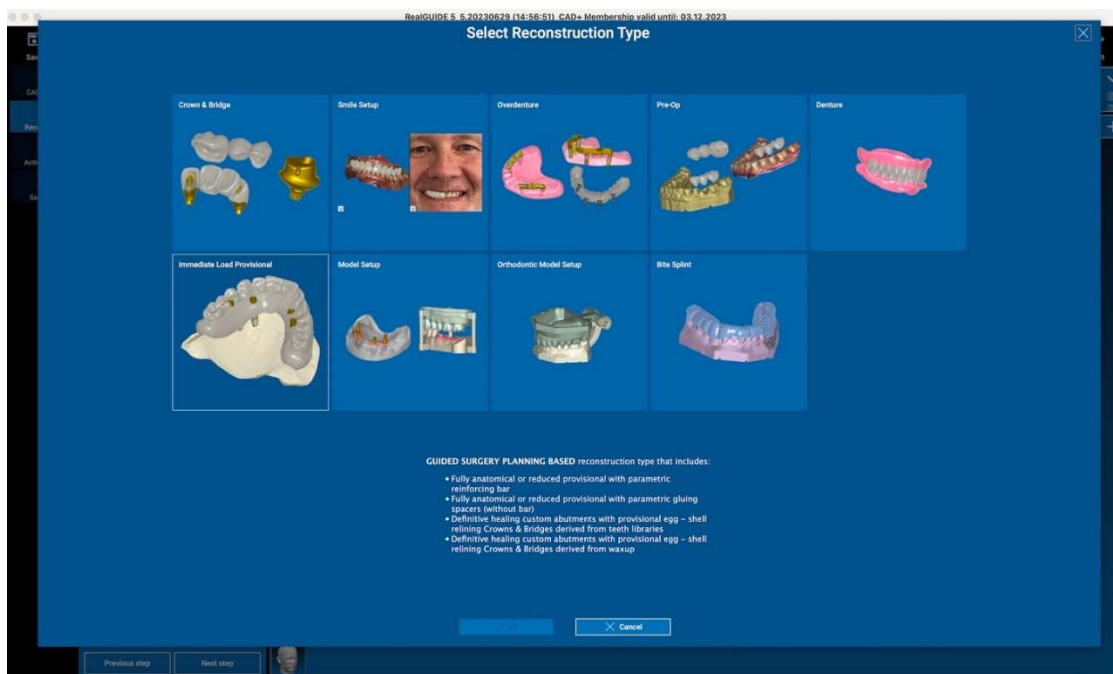 RealGUIDE 5 5.20230629 (14:56:51) CAD+ Membership valid until: 03.12.2023
Select Reconstruction Type
Crown & Bridge
Smile Setup
Overdenture
Pre-Op
Denture
Immediate Load Provisional
Model Setup
Orthodontic Model Setup
Bite Splint
GUIDED SURGERY PLANNING BASED reconstruction type that includes:
• Fully anatomical or reduced provisional with parametric
reinforcing bar
• Fully anatomical or reduced provisional with parametric gluing
spacers (without bar)
• Definitive healing custom abutments with provisional egg – shell
relining Crowns & Bridges derived from teeth libraries
• Definitive healing custom abutments with provisional egg – shell
relining Crowns & Bridges derived from waxup
Cancel
Previous step
Next step